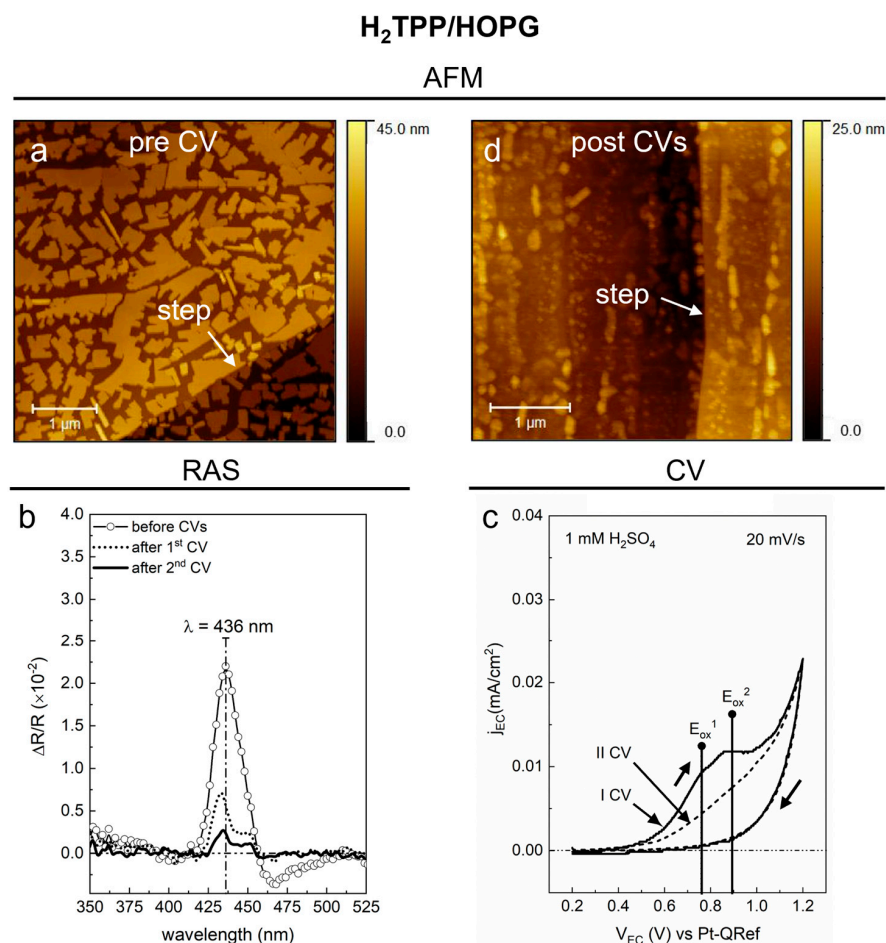 H₂TPP/HOPG
AFM
a
pre CV
45.0 nm
step
1 µm
0.0
d
post CVs
25.0 nm
step
1 µm
0.0
RAS
b
4.0
3.5
3.0
2.5
2.0
1.5
1.0
0.5
0.0
before CVs
after 1ˢᵗ CV
after 2ⁿᵈ CV
λ = 436 nm
ΔR/R (×10⁻²)
350 375 400 425 450 475 500 525
wavelength (nm)
CV
c
0.04
0.03
0.02
0.01
0.00
1 mM H₂SO₄
20 mV/s
Eₒₓ²
Eₒₓ¹
II CV
I CV
jEC(mA/cm²)
0.2 0.4 0.6 0.8 1.0 1.2
VEC (V) vs Pt-QRef